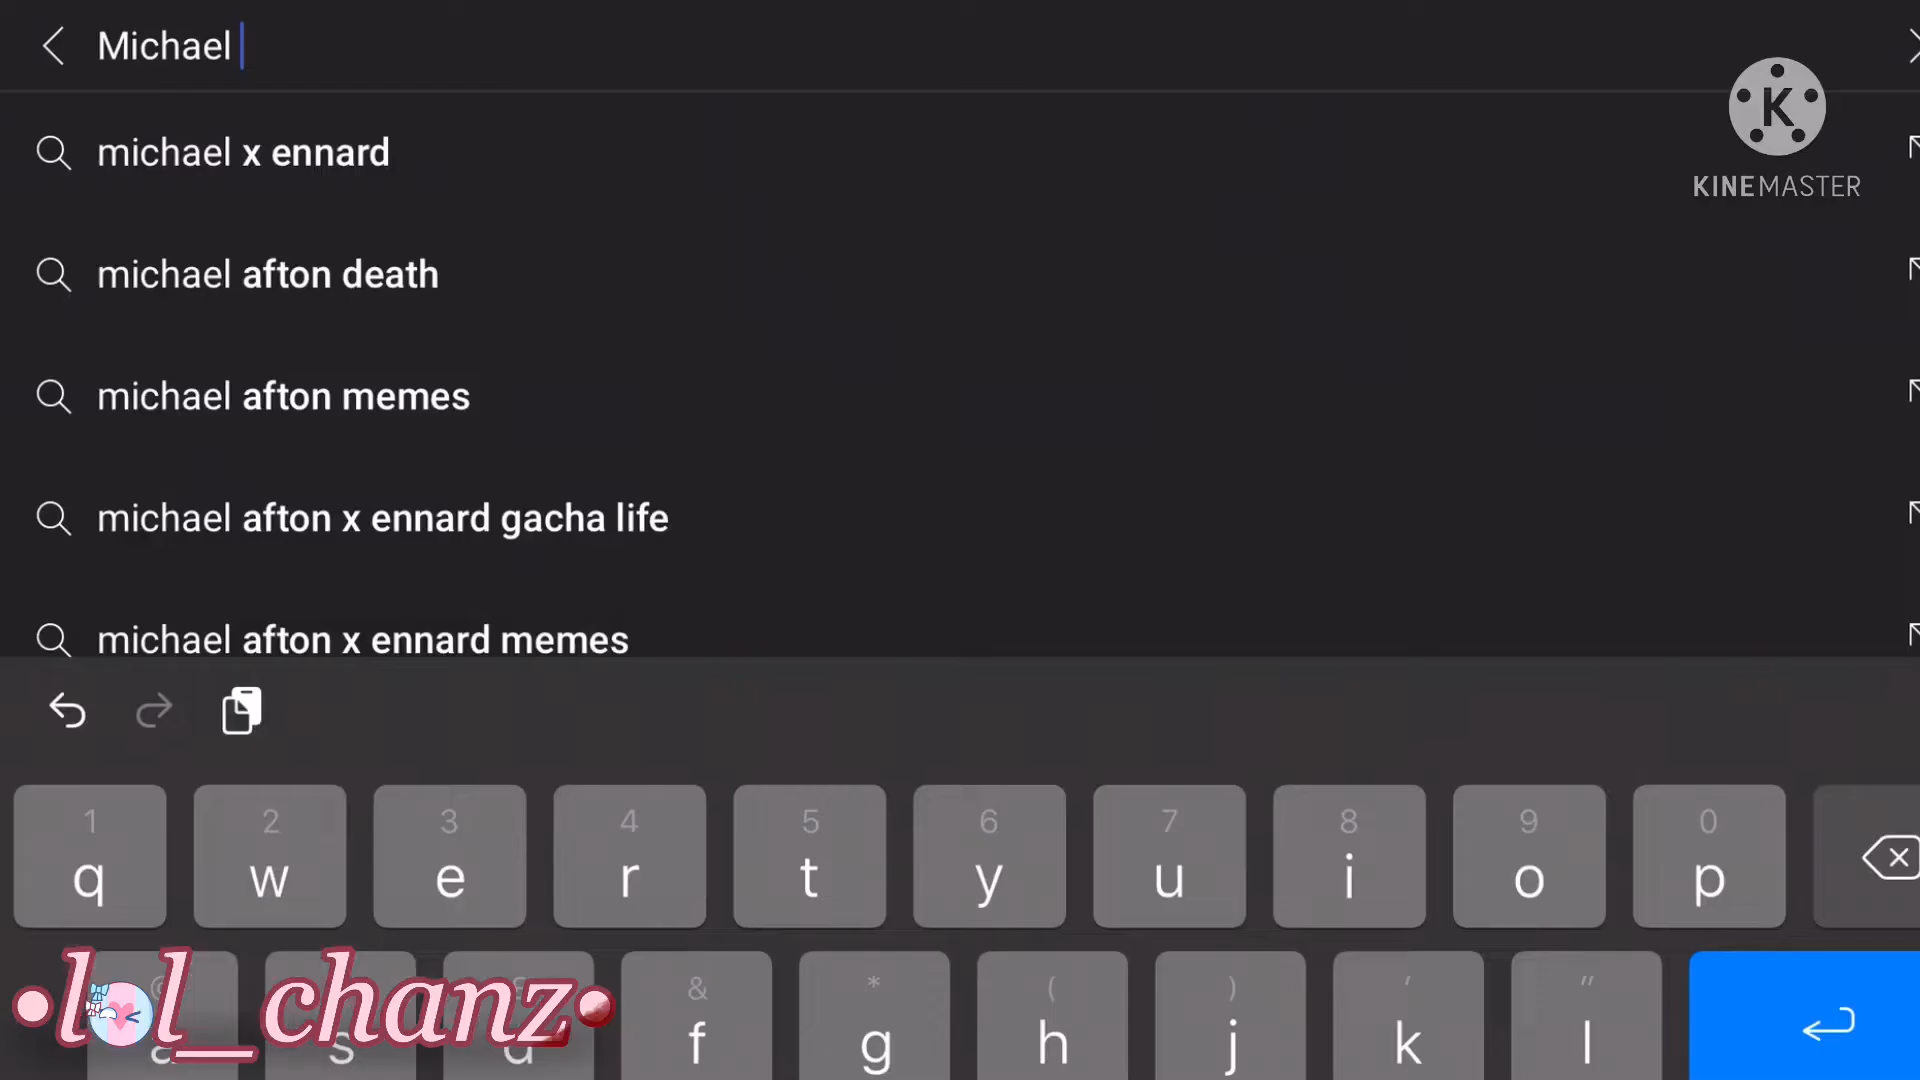 Michael
michael x ennard
michael afton death
michael afton memes
michael afton x ennard gacha life
michael afton x ennard memes
KINEMASTER
1 2 3 4 5 6 7 8 9 0
q w e r t y u i o p
& * ( ) ' "
a s d f g h j k l
•lol_chanz•